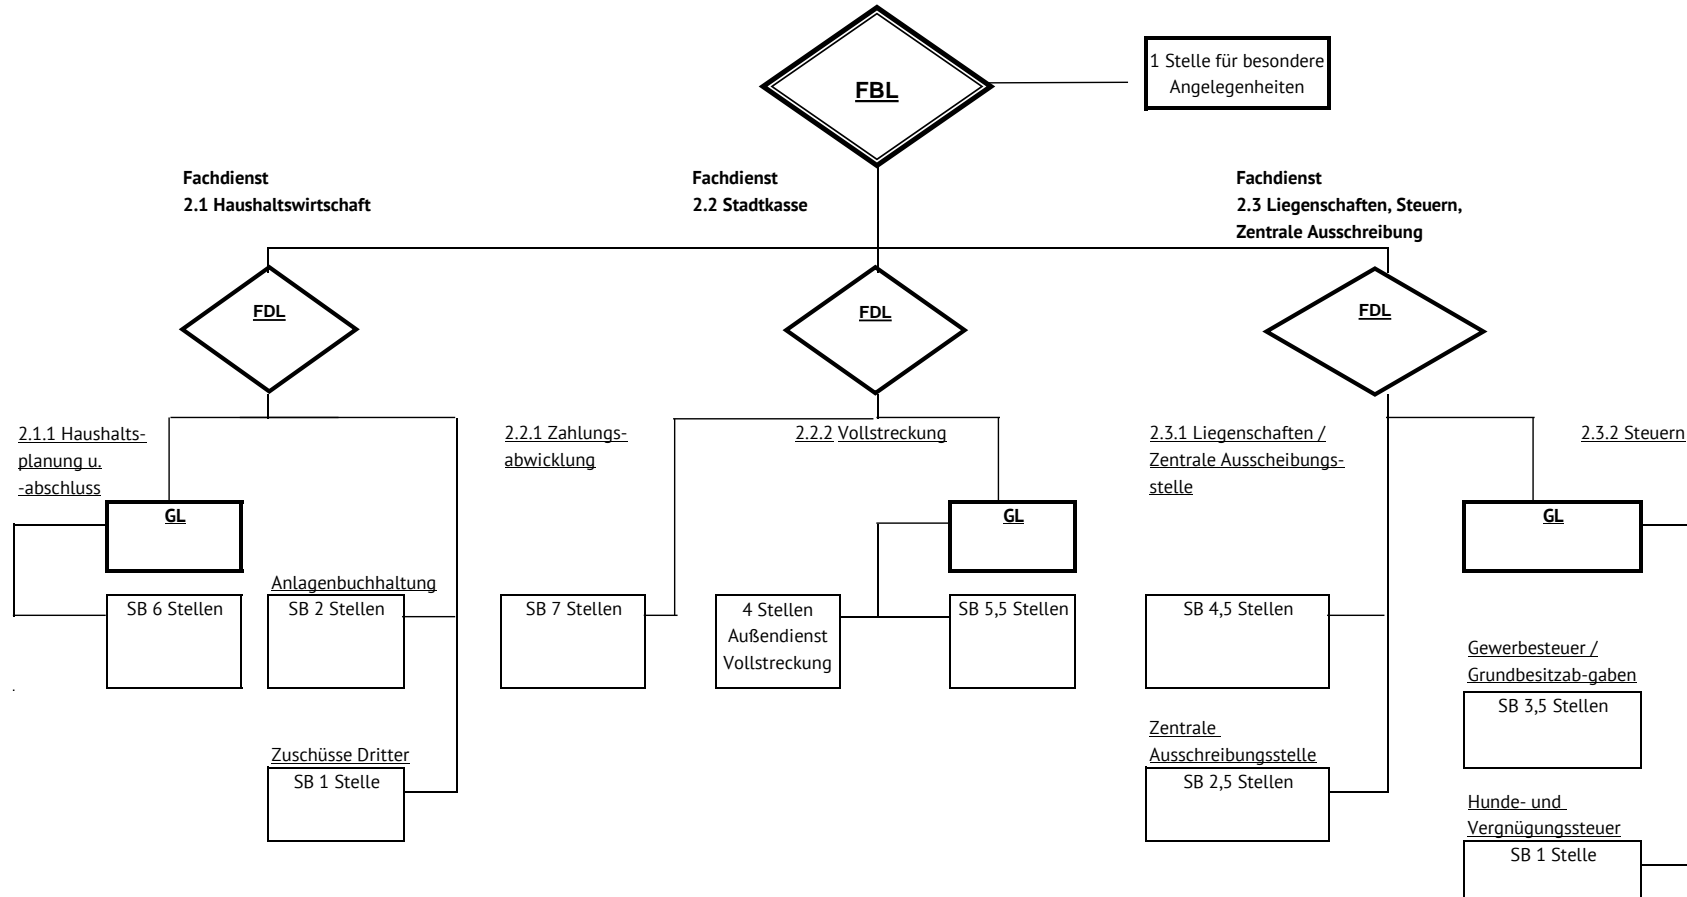 FBL
1 Stelle für besondere
Angelegenheiten
Fachdienst
2.1 Haushaltswirtschaft
Fachdienst
2.2 Stadtkasse
Fachdienst
2.3 Liegenschaften, Steuern,
Zentrale Ausschreibung
FDL
FDL
FDL
2.1.1 Haushalts-
planung u.
-abschluss
GL
SB 6 Stellen
Anlagenbuchhaltung
SB 2 Stellen
Zuschüsse Dritter
SB 1 Stelle
2.2.1 Zahlungs-
abwicklung
SB 7 Stellen
2.2.2 Vollstreckung
GL
4 Stellen
Außendienst
Vollstreckung
SB 5,5 Stellen
2.3.1 Liegenschaften /
Zentrale Ausscheibungs-
stelle
SB 4,5 Stellen
Zentrale
Ausschreibungsstelle
SB 2,5 Stellen
2.3.2 Steuern
GL
Gewerbesteuer /
Grundbesitzab-gaben
SB 3,5 Stellen
Hunde- und
Vergnügungssteuer
SB 1 Stelle